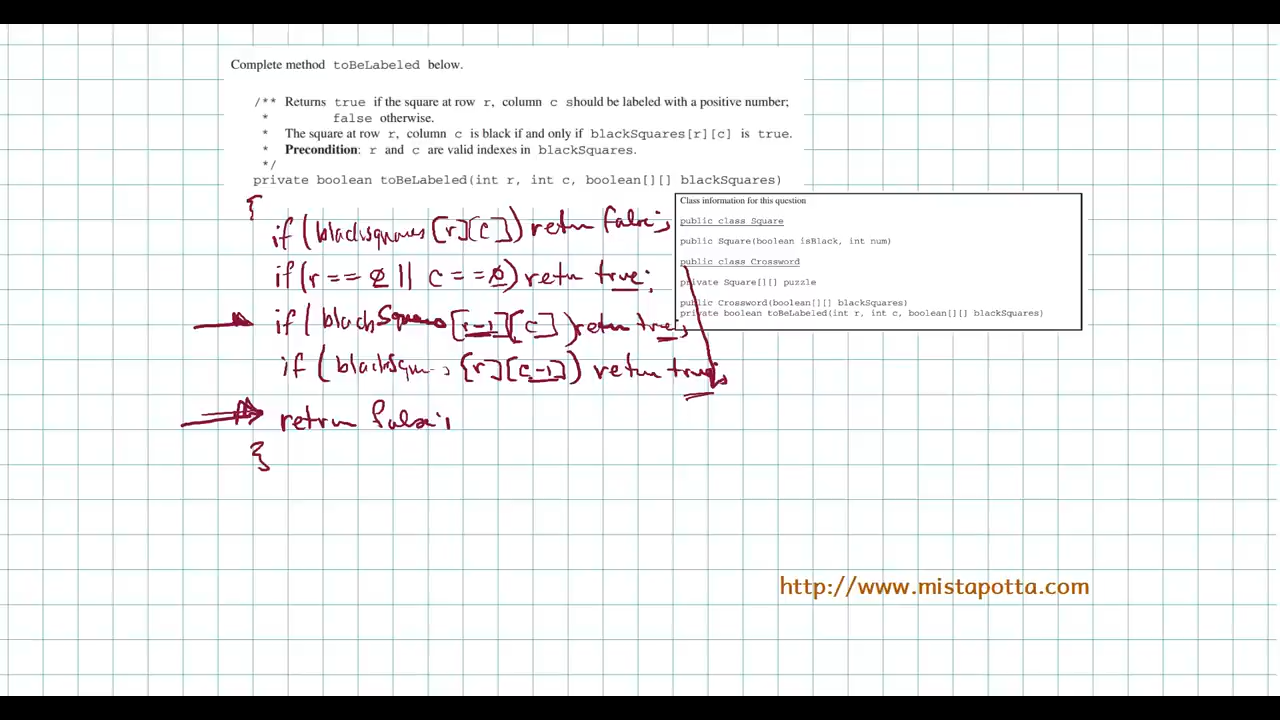 Complete method toBeLabeled below.
/** Returns true if the square at row r, column c should be labeled with a positive number;
* false otherwise.
* The square at row r, column c is black if and only if blackSquares[r][c] is true.
* Precondition: r and c are valid indexes in blackSquares.
*/
private boolean toBeLabeled(int r, int c, boolean[][] blackSquares)
{
if (blacksquares [r][c]) return false;
if (r == 0 || c == 0) return true;
if (blackSquares [r-1][c]) return true;
if (blackSqu [r][c-1]) return true;
retrun false;
}
Class information for this question
public class Square
public Square(boolean isBlack, int num)
public class Crossword
private Square[][] puzzle
public Crossword(boolean[][] blackSquares)
private boolean toBeLabeled(int r, int c, boolean[][] blackSquares)
http://www.mistapotta.com